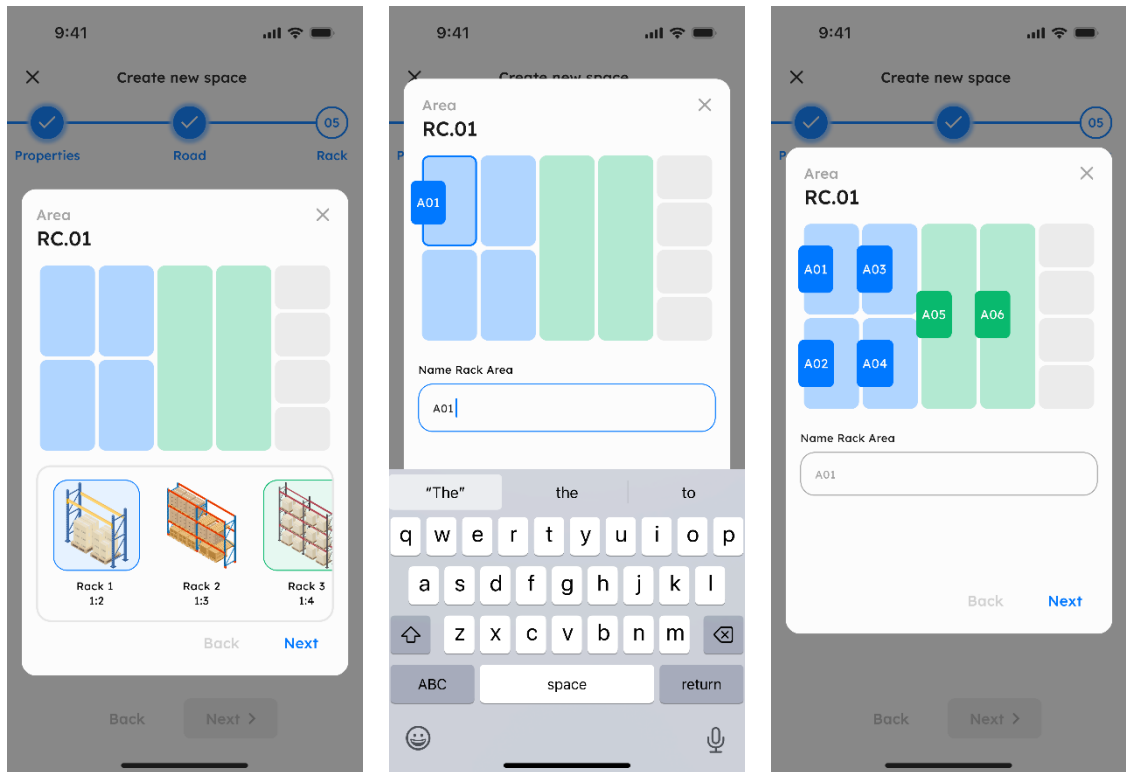 9:41
Create new space
05
Properties
Road
Rack
Area
RC.01
Rack 1
1:2
Rack 2
1:3
Rack 3
1:4
Back
Next
Back
Next
9:41
Create new space
Area
RC.01
A01
Name Rack Area
A01
“The”
the
to
q w e r t y u i o p
a s d f g h j k l
z x c v b n m
ABC
space
return
9:41
Create new space
05
Area
RC.01
A01
A03
A05
A06
A02
A04
Name Rack Area
A01
Back
Next
Back
Next